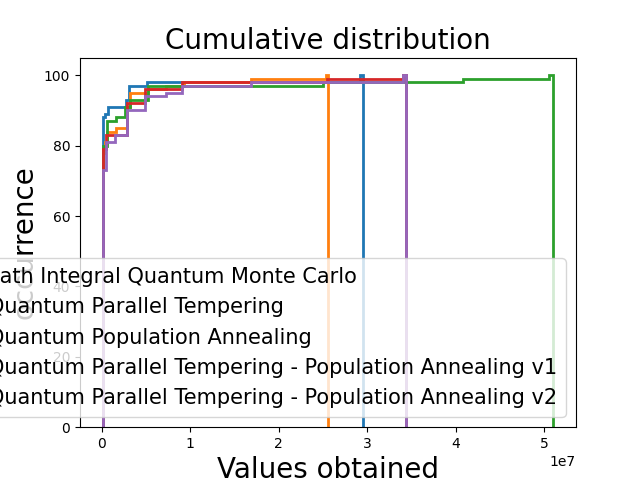 Cumulative distribution
100
80
60
40
20
0
occurrence
ath Integral Quantum Monte Carlo
Quantum Parallel Tempering
Quantum Population Annealing
Quantum Parallel Tempering - Population Annealing v1
Quantum Parallel Tempering - Population Annealing v2
0 1 2 3 4 5
1e7
Values obtained